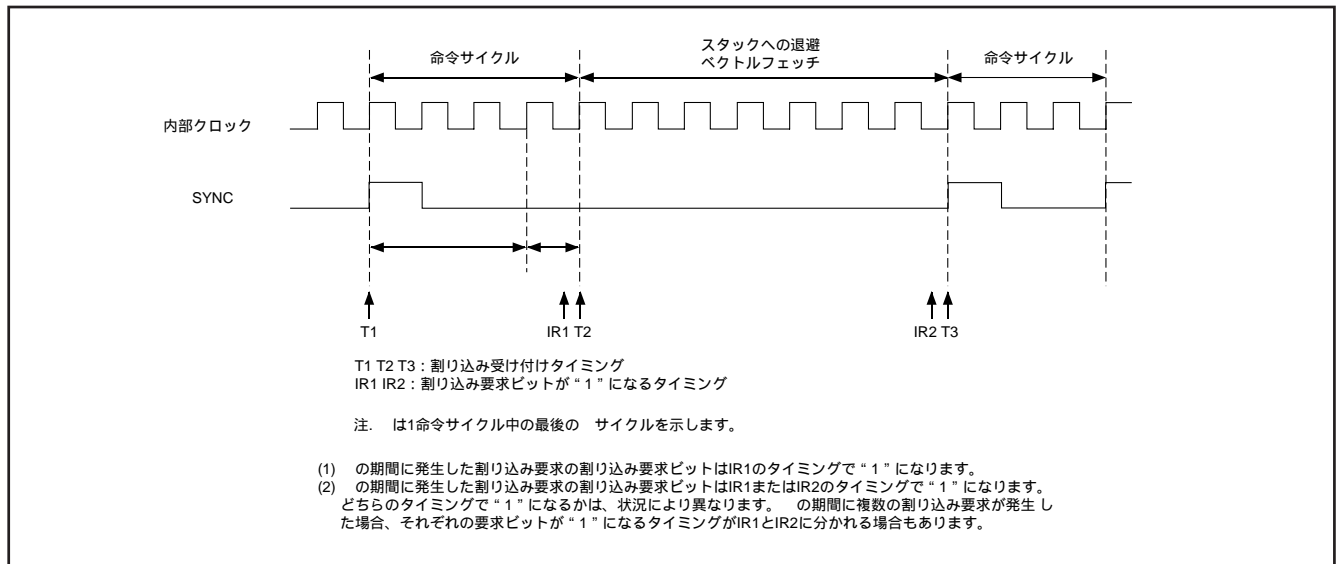 命令サイクル
スタックへの退避
ベクトルフェッチ
命令サイクル
内部クロック
SYNC
T1
IR1 T2
IR2 T3
T1 T2 T3：割り込み受け付けタイミング
IR1 IR2：割り込み要求ビットが“1”になるタイミング
注. は1命令サイクル中の最後の サイクルを示します。
(1) の期間に発生した割り込み要求の割り込み要求ビットはIR1のタイミングで“1”になります。
(2) の期間に発生した割り込み要求の割り込み要求ビットはIR1またはIR2のタイミングで“1”になります。
どちらのタイミングで“1”になるかは、状況により異なります。 の期間に複数の割り込み要求が発生し
た場合、それぞれの要求ビットが“1”になるタイミングがIR1とIR2に分かれる場合もあります。